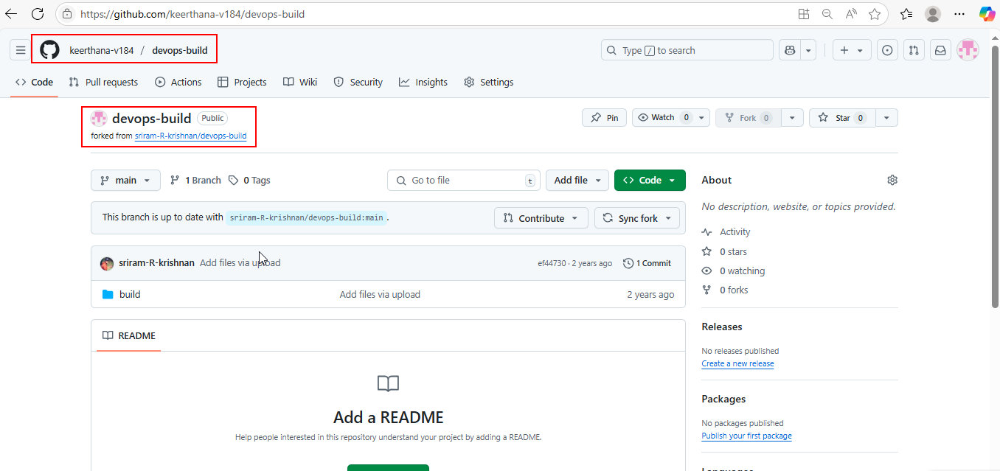 https://github.com/keerthana-v184/devops-build
keerthana-v184 / devops-build
Type / to search
Code Pull requests Actions Projects Wiki Security Insights Settings
devops-build Public
forked from sriram-R-krishnan/devops-build
Pin Watch 0 Fork 0 Star 0
main 1 Branch 0 Tags Go to file t Add file Code
This branch is up to date with sriram-R-krishnan/devops-build:main . Contribute Sync fork
sriram-R-krishnan Add files via upload ef44730 · 2 years ago 1 Commit
build Add files via upload 2 years ago
README
Add a README
Help people interested in this repository understand your project by adding a README.
About
No description, website, or topics provided.
Activity
0 stars
0 watching
0 forks
Releases
No releases published
Create a new release
Packages
No packages published
Publish your first package
Languages